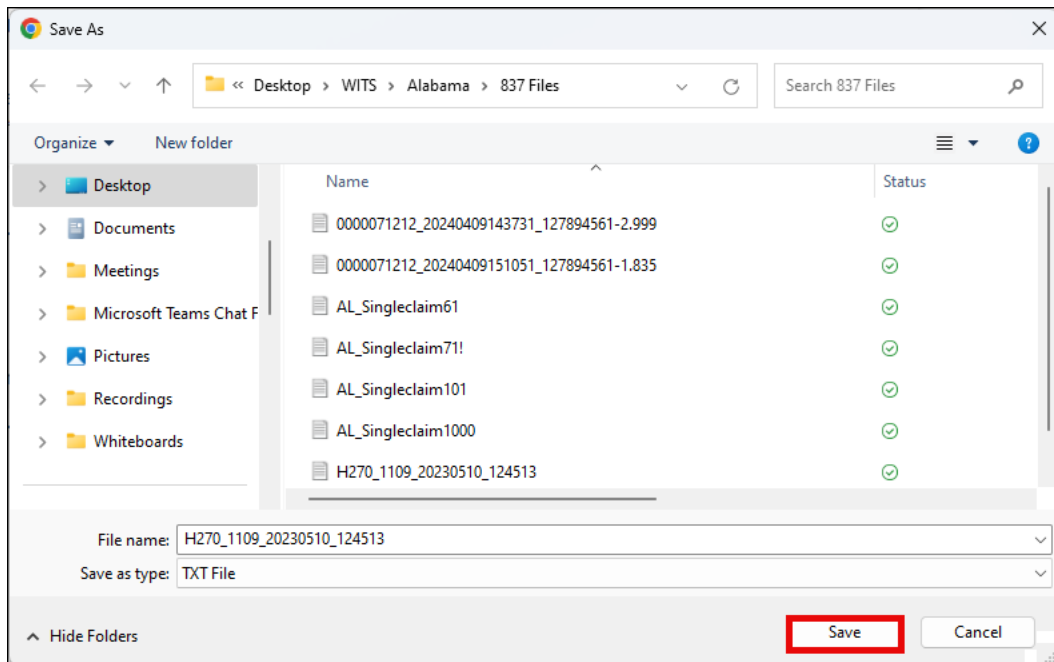 Save As
« Desktop > WITS > Alabama > 837 Files
Search 837 Files
Organize
New folder
?
Name
Status
Desktop
Documents
Meetings
Microsoft Teams Chat F
Pictures
Recordings
Whiteboards
0000071212_20240409143731_127894561-2.999
0000071212_20240409151051_127894561-1.835
AL_Singleclaim61
AL_Singleclaim71!
AL_Singleclaim101
AL_Singleclaim1000
H270_1109_20230510_124513
File name: H270_1109_20230510_124513
Save as type: TXT File
Hide Folders
Save
Cancel